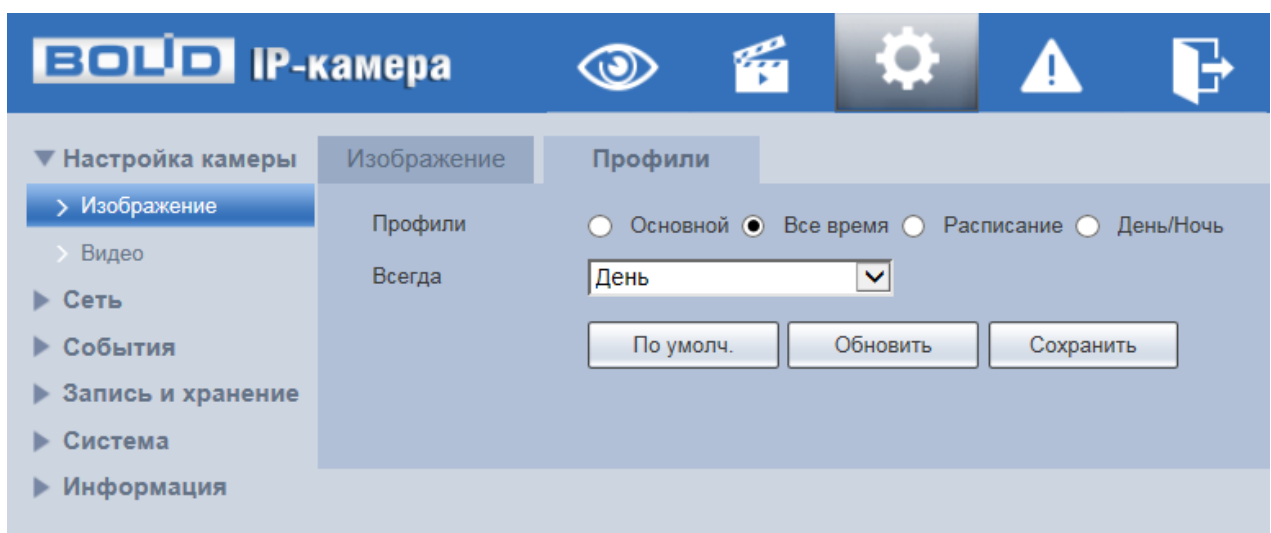 BOLID IP-камера
Настройка камеры
Изображение
Видео
Сеть
События
Запись и хранение
Система
Информация
Изображение Профили
Профили Основной Все время Расписание День/Ночь
Всегда День
По умолч. Обновить Сохранить